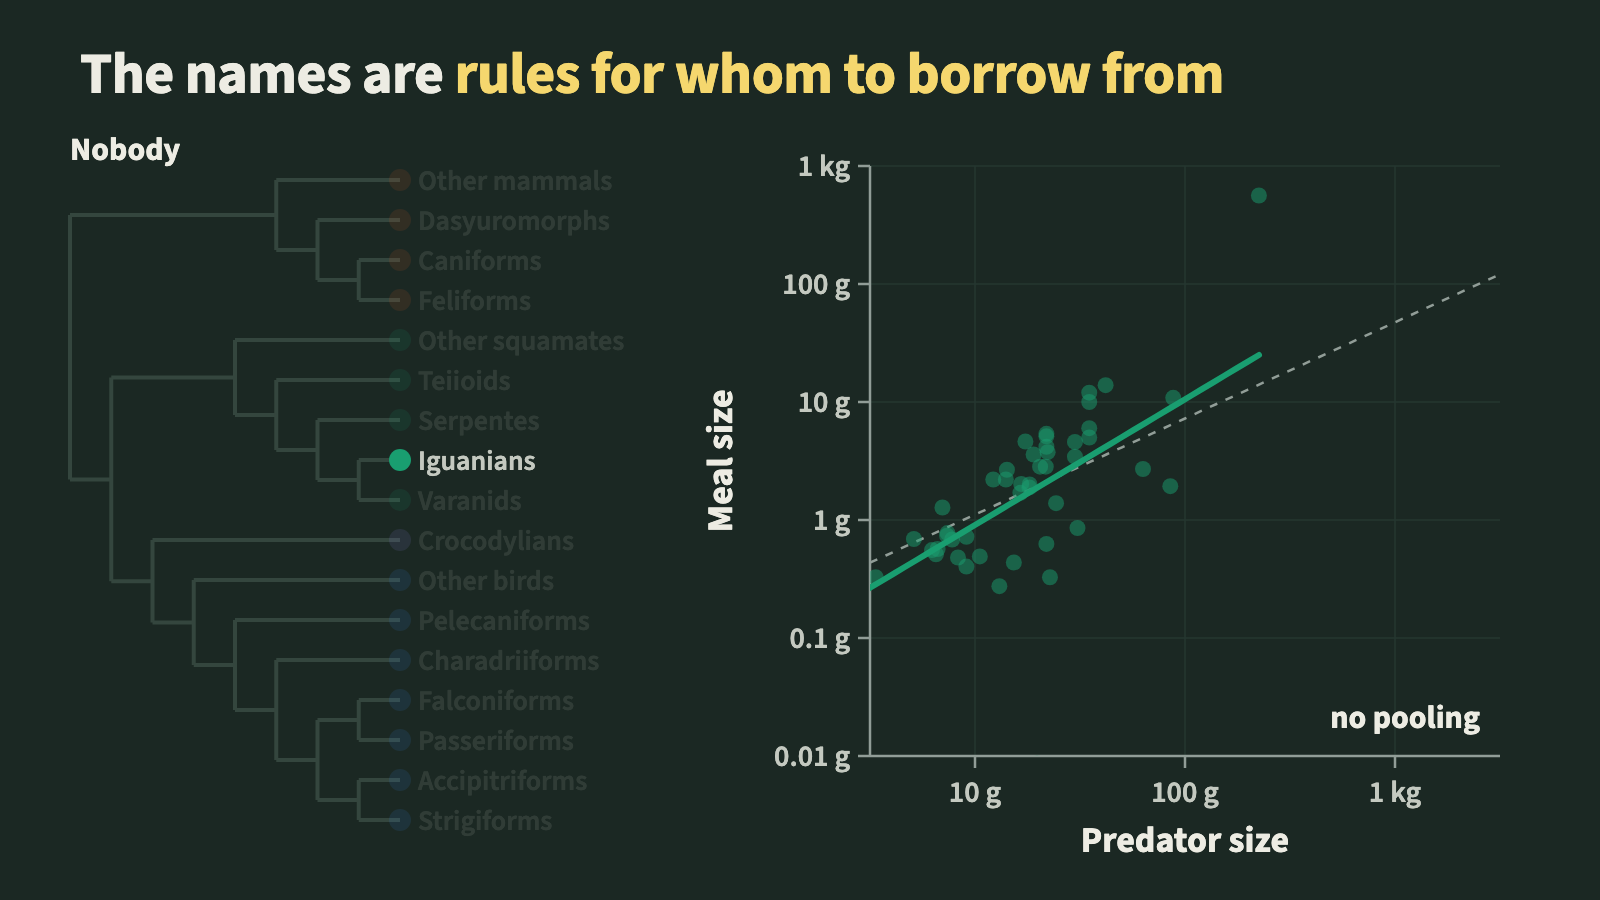 The names are rules for whom to borrow from
Nobody
Other mammals
Dasyuromorphs
Caniforms
Feliforms
Other squamates
Teiioids
Serpentes
Iguanians
Varanids
Crocodylians
Other birds
Pelecaniforms
Charadriiforms
Falconiforms
Passeriforms
Accipitriforms
Strigiforms
Meal size
1 kg
100 g
10 g
1 g
0.1 g
0.01 g
no pooling
10 g
100 g
1 kg
Predator size